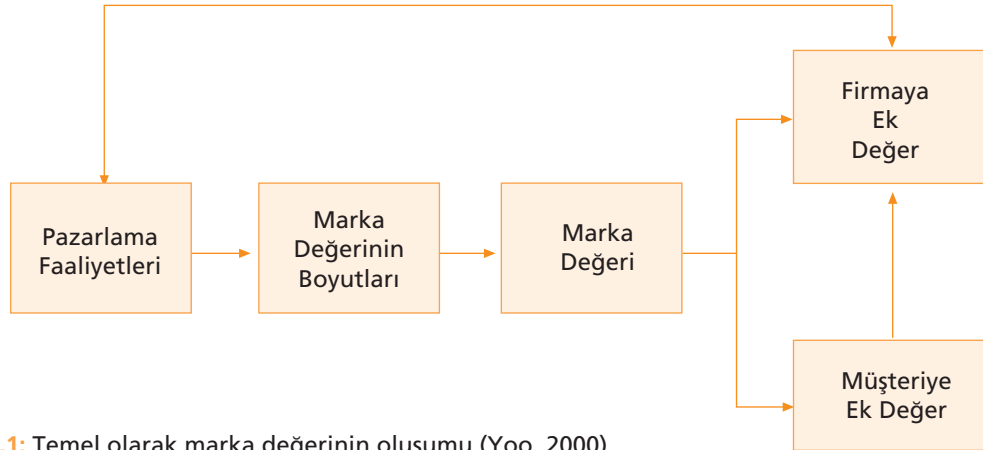 Firmaya
Ek
Değer
Pazarlama
Faaliyetleri
Marka
Değerinin
Boyutları
Marka
Değeri
Müşteriye
Ek Değer
.1: Temel olarak marka değerinin oluşumu (Yoo, 2000)